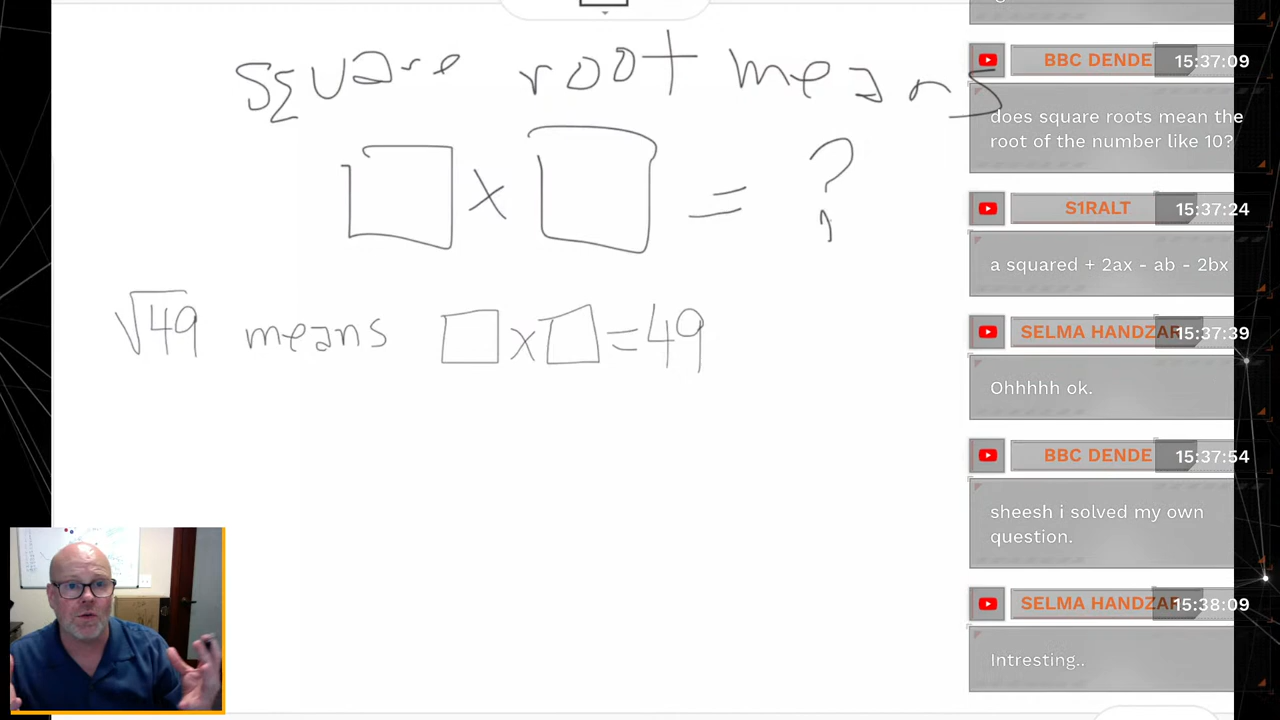 square root means
□ x □ = ?
√49 means □ x □ = 49
BBC DENDE 15:37:09
does square roots mean the
root of the number like 10?
S1RALT 15:37:24
a squared + 2ax - ab - 2bx
SELMA HANDZAR 15:37:39
Ohhhhh ok.
BBC DENDE 15:37:54
sheesh i solved my own
question.
SELMA HANDZAR 15:38:09
Intresting..